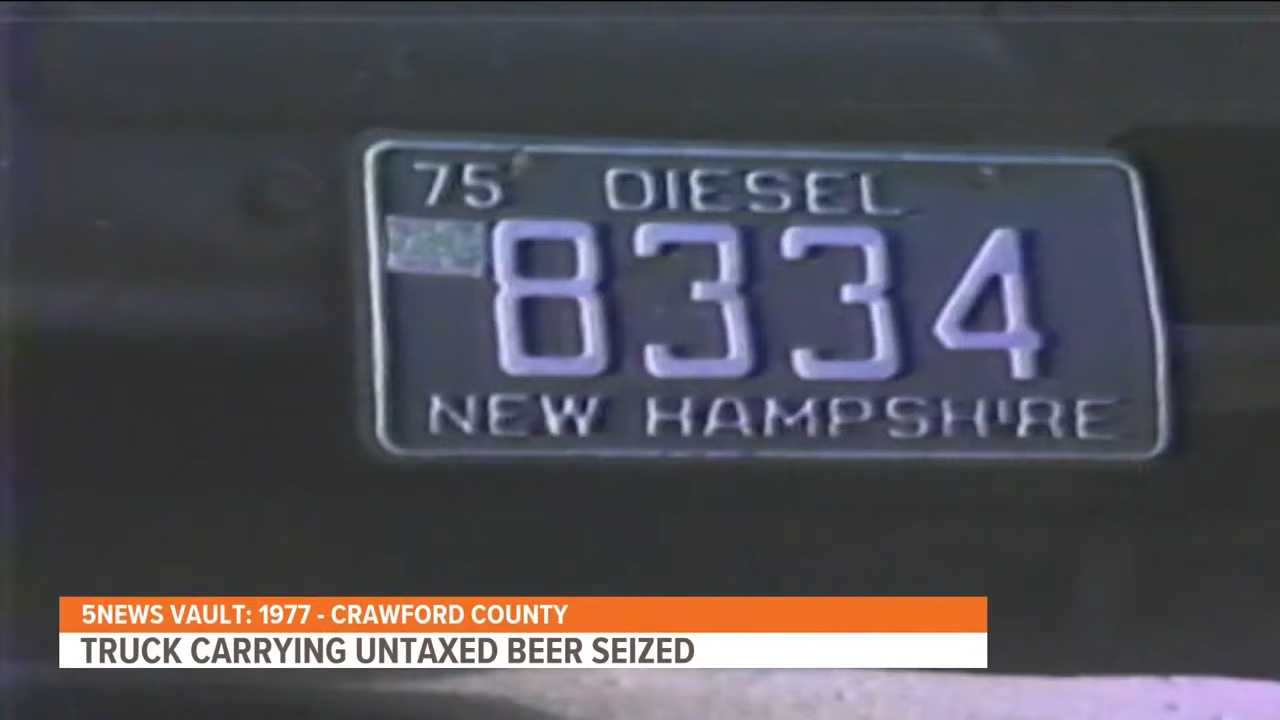 75 DIESEL
8334
NEW HAMPSHIRE
5NEWS VAULT: 1977 - CRAWFORD COUNTY
TRUCK CARRYING UNTAXED BEER SEIZED